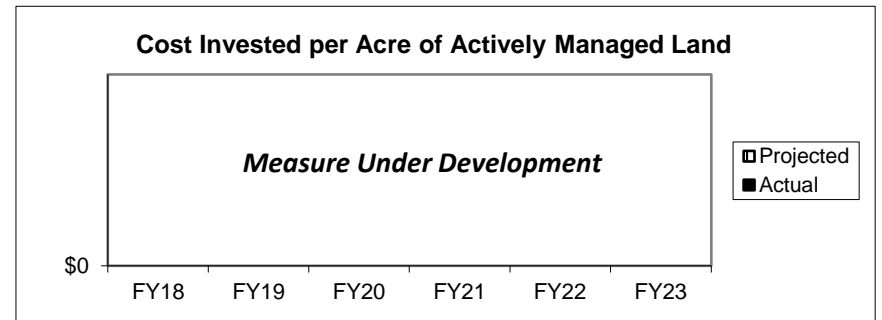 Cost Invested per Acre of Actively Managed Land
Measure Under Development
Projected
Actual
$0
FY18 FY19 FY20 FY21 FY22 FY23